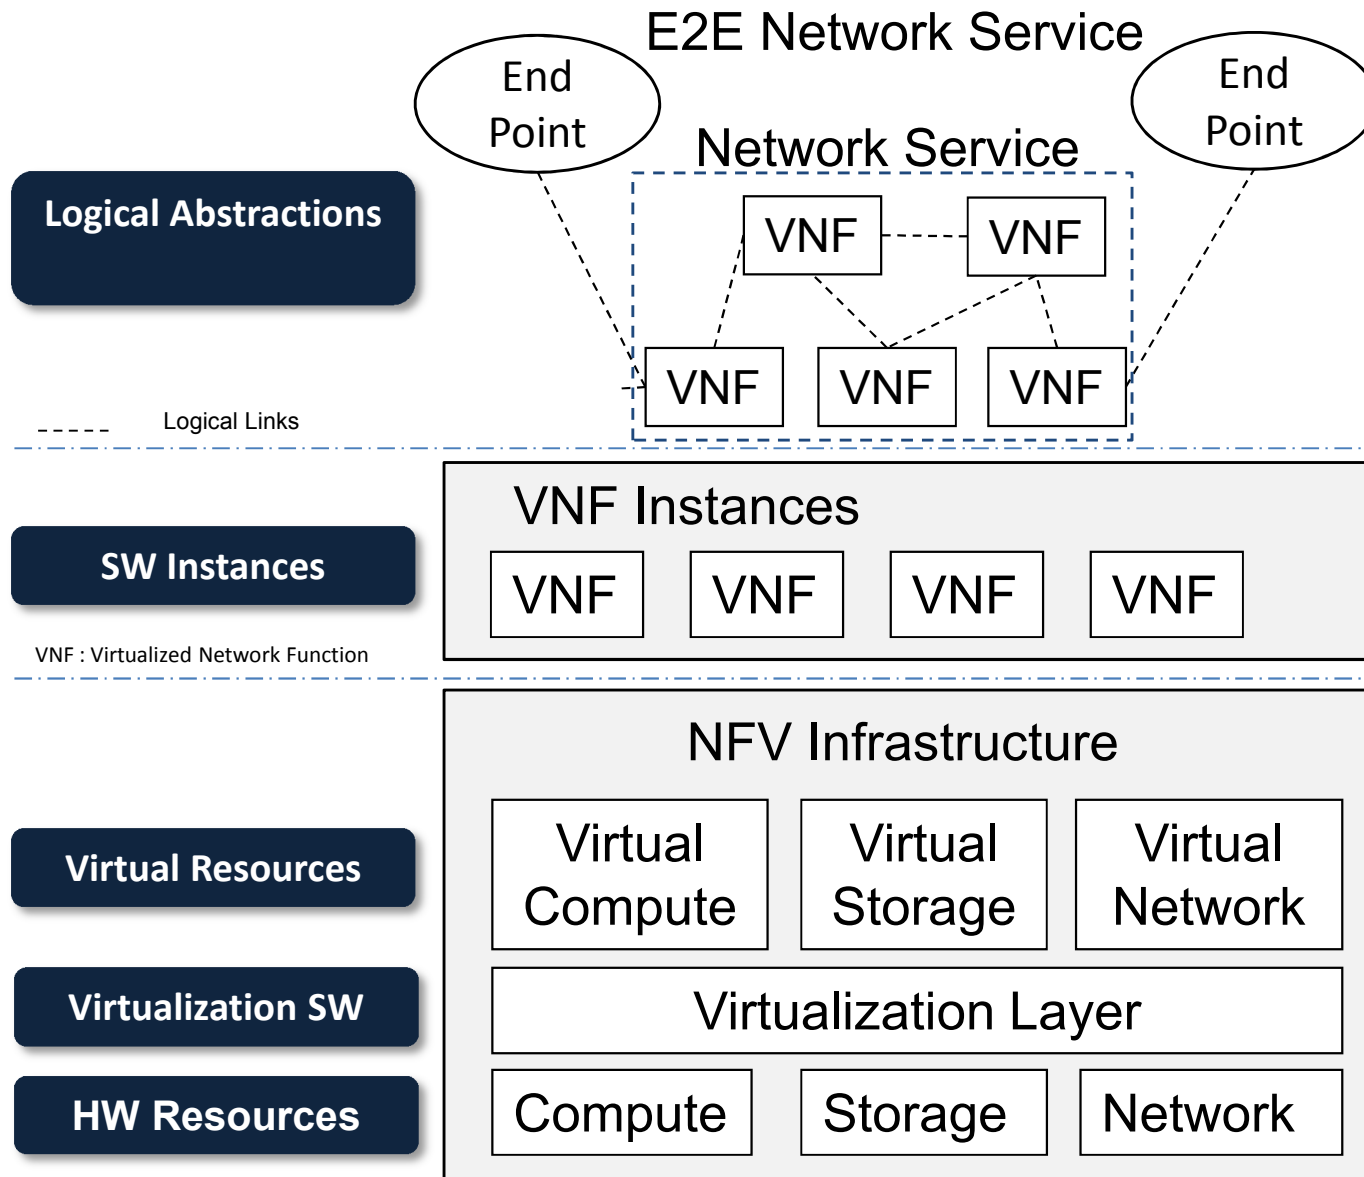 E2E Network Service
End
Point
End
Point
Network Service
Logical Abstractions
VNF
VNF
VNF
VNF
VNF
Logical Links
VNF Instances
SW Instances
VNF
VNF
VNF
VNF
VNF : Virtualized Network Function
NFV Infrastructure
Virtual Resources
Virtual
Compute
Virtual
Storage
Virtual
Network
Virtualization SW
Virtualization Layer
HW Resources
Compute
Storage
Network